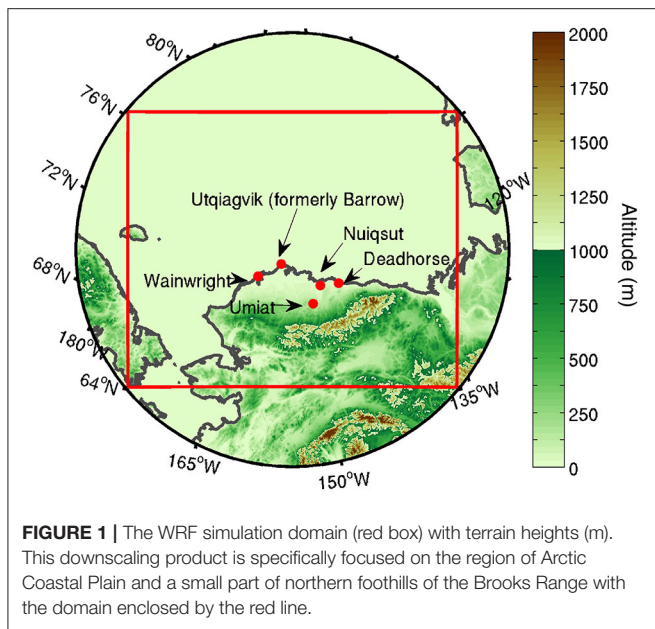 80°N
76°N
72°N
68°N
180°W
64°N
165°W
150°W
135°W
120°W
Utqiagvik (formerly Barrow)
Nuiqsut
Deadhorse
Wainwright
Umiat
2000
1750
1500
1250
1000
750
500
250
0
Altitude (m)
FIGURE 1 | The WRF simulation domain (red box) with terrain heights (m).
This downscaling product is specifically focused on the region of Arctic
Coastal Plain and a small part of northern foothills of the Brooks Range with
the domain enclosed by the red line.